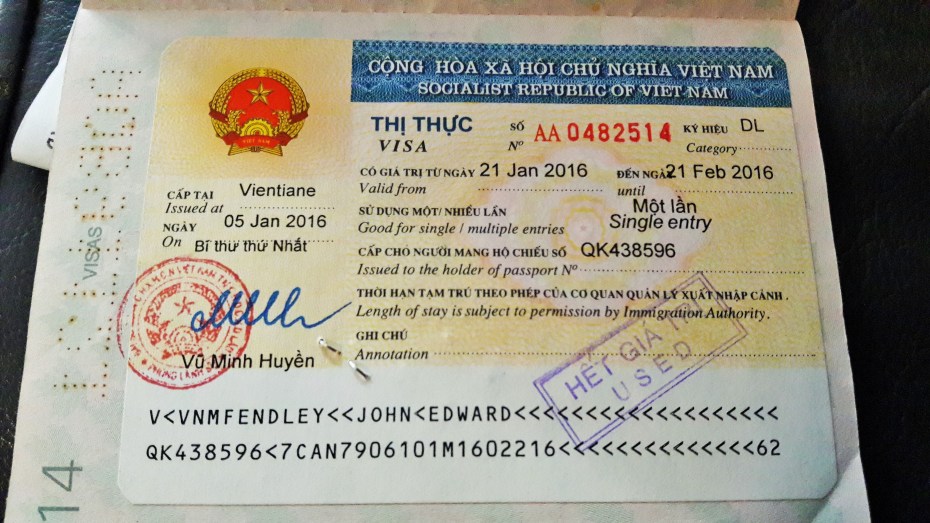 CỘNG HÒA XÃ HỘI CHỦ NGHĨA VIỆT NAM
SOCIALIST REPUBLIC OF VIET NAM
THỊ THỰC
VISA
SỐ
Nº
AA 0482514
KÝ HIỆU DL
Category
CÓ GIÁ TRỊ TỪ NGÀY 21 Jan 2016
Valid from
ĐẾN NGÀY 21 Feb 2016
until
CẤP TẠI Vientiane
Issued at
NGÀY 05 Jan 2016
On
Bí thư thứ Nhất
SỬ DỤNG MỘT/ NHIỀU LẦN Một lần
Good for single / multiple entries Single entry
CẤP CHO NGƯỜI MANG HỘ CHIẾU SỐ QK438596
Issued to the holder of passport Nº
THỜI HẠN TẠM TRÚ THEO PHÉP CỦA CƠ QUAN QUẢN LÝ XUẤT NHẬP CẢNH .
Length of stay is subject to permission by Immigration Authority.
GHI CHÚ
Annotation
Vũ Minh Huyền
HẾT GIÁ
USED
V<VNMFENDLEY<<JOHN<EDWARD<<<<<<<<<<<<<<<<<<<
QK438596<7CAN7906101M1602216<<<<<<<<<<<<<<62
VISAS
14
VIỆT NAM